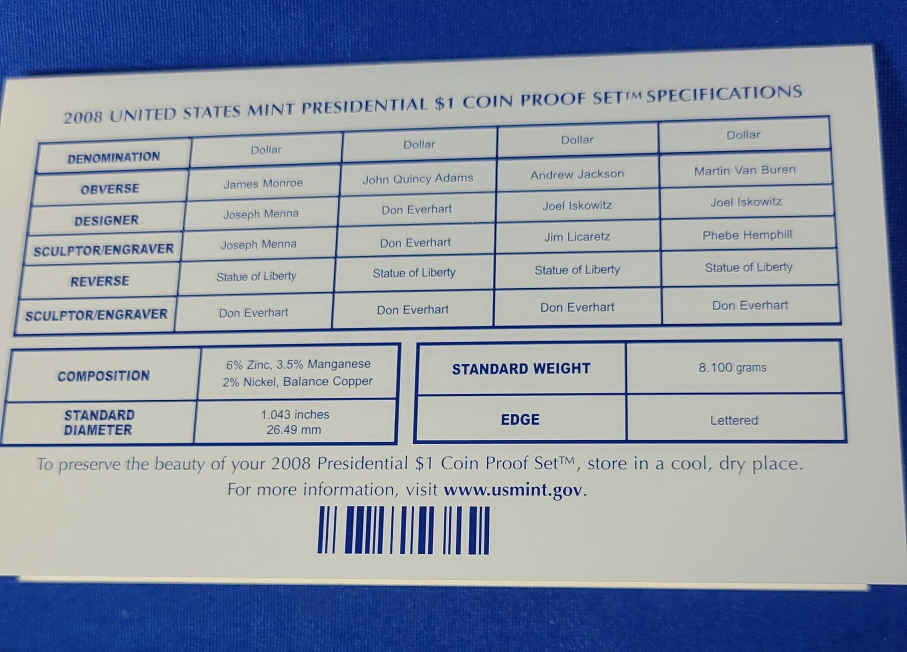 2008 UNITED STATES MINT PRESIDENTIAL $1 COIN PROOF SET™ SPECIFICATIONS
DENOMINATION Dollar Dollar Dollar Dollar
OBVERSE James Monroe John Quincy Adams Andrew Jackson Martin Van Buren
DESIGNER Joseph Menna Don Everhart Joel Iskowitz Joel Iskowitz
SCULPTOR/ENGRAVER Joseph Menna Don Everhart Jim Licaretz Phebe Hemphill
REVERSE Statue of Liberty Statue of Liberty Statue of Liberty Statue of Liberty
SCULPTOR/ENGRAVER Don Everhart Don Everhart Don Everhart Don Everhart
COMPOSITION
6% Zinc, 3.5% Manganese
2% Nickel, Balance Copper
STANDARD
DIAMETER
1.043 inches
26.49 mm
STANDARD WEIGHT 8.100 grams
EDGE Lettered
To preserve the beauty of your 2008 Presidential $1 Coin Proof Set™, store in a cool, dry place.
For more information, visit www.usmint.gov.